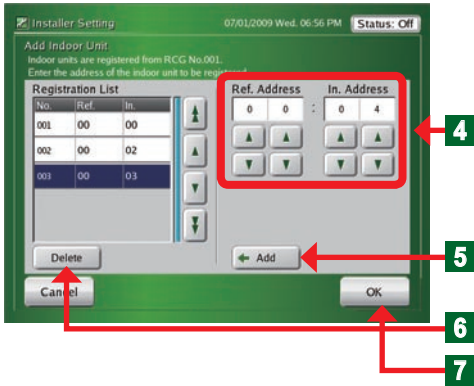 Installer Setting 07/01/2009 Wed. 06:56 PM Status: Off
Add Indoor Unit
Indoor units are registered from RCG No.001.
Enter the address of the indoor unit to be registered
Registration List
No. Ref. In.
001 00 00
002 00 02
003 00 03
Ref. Address In. Address
0 0 : 0 4
4
Add
5
Delete
Cancel OK
6
7